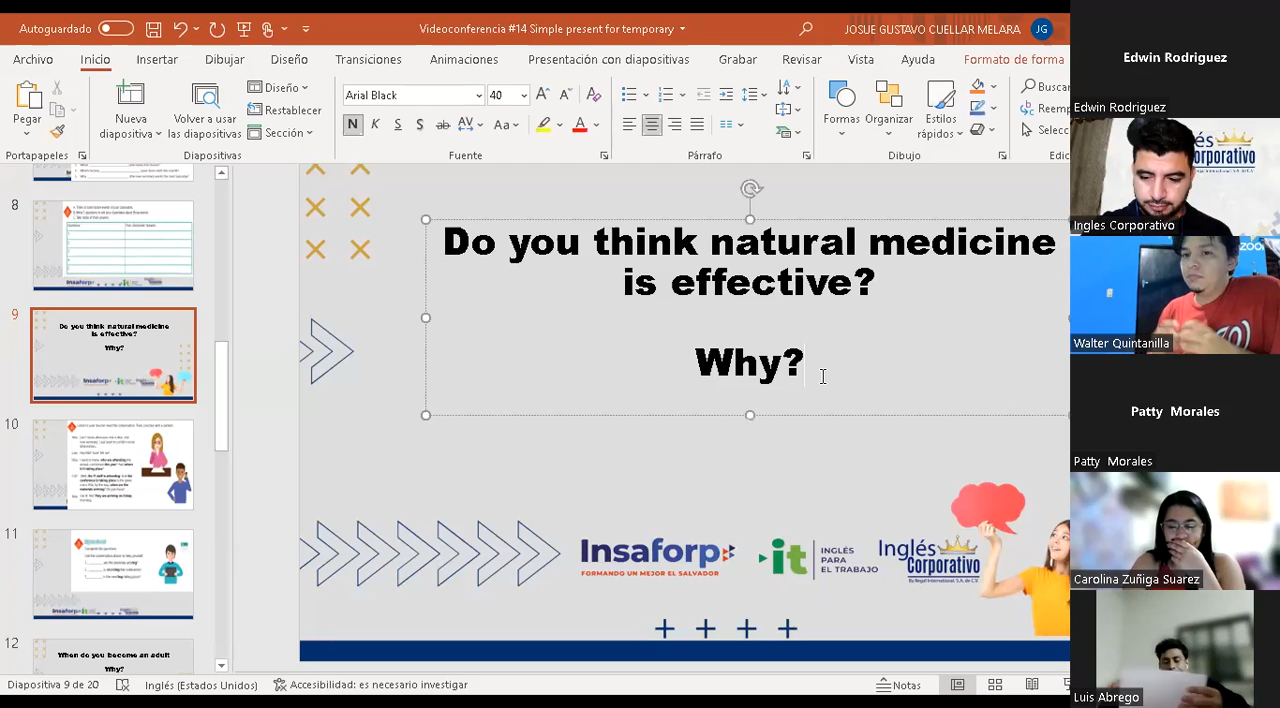 Autoguardado
Videoconferencia #14 Simple present for temporary
JOSUE GUSTAVO CUELLAR MELARA
JG
Archivo
Inicio
Insertar
Dibujar
Diseño
Transiciones
Animaciones
Presentación con diapositivas
Grabar
Revisar
Vista
Ayuda
Formato de forma
Pegar
Nueva
diapositiva
Volver a usar
las diapositivas
Diseño
Restablecer
Sección
Arial Black
40
N
K
S
S
ab
AV
Aa
A
Formas
Organizar
Estilos
rápidos
Portapapeles
Diapositivas
Fuente
Párrafo
Dibujo
8
9
Do you think natural medicine
is effective?
Why?
10
11
12
When do you become an adult
Why?
Do you think natural medicine
is effective?
Why?
Insaforp
FORMANDO UN MEJOR EL SALVADOR
it
INGLÉS
PARA
EL TRABAJO
Inglés
Corporativo
Diapositiva 9 de 20
Inglés (Estados Unidos)
Accesibilidad: es necesario investigar
Notas
Edwin Rodriguez
Edwin Rodriguez
Ingles Corporativo
Walter Quintanilla
Patty Morales
Patty Morales
Carolina Zuñiga Suarez
Luis Abrego